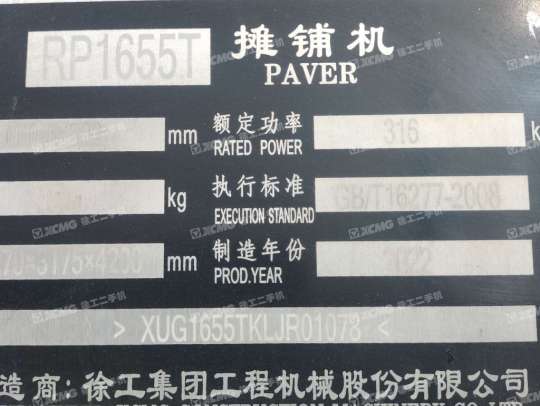 RP1655T 摊铺机
PAVER
mm 额定功率 316
RATED POWER
kg 执行标准 GB/T16277-2008
EXECUTION STANDARD
mm 制造年份
PROD.YEAR
> XUG1655TKLJR01078 <
造商: 徐工集团工程机械股份有限公司